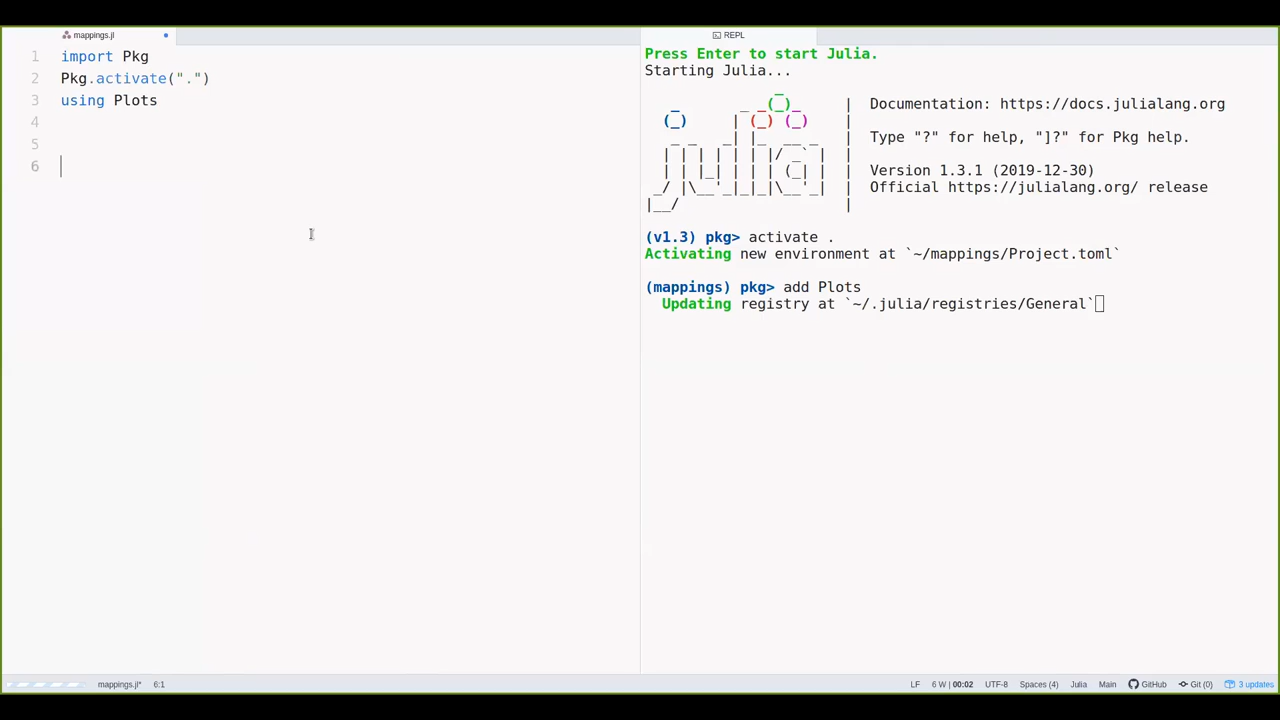 mappings.jl
REPL
1 import Pkg
2 Pkg.activate(".")
3 using Plots
4
5
6
Press Enter to start Julia.
Starting Julia...
               _
   _       _ _(_)_     |  Documentation: https://docs.julialang.org
  (_)     | (_) (_)    |
   _ _   _| |_  __ _   |  Type "?" for help, "]?" for Pkg help.
  | | | | | | |/ _` |  |
  | | |_| | | | (_| |  |  Version 1.3.1 (2019-12-30)
 _/ |\__'_|_|_|\__'_|  |  Official https://julialang.org/ release
|__/                   |
(v1.3) pkg> activate .
Activating new environment at `~/mappings/Project.toml`
(mappings) pkg> add Plots
  Updating registry at `~/.julia/registries/General`
mappings.jl* 6:1 LF 6 W | 00:02 UTF-8 Spaces (4) Julia Main GitHub Git (0) 3 updates